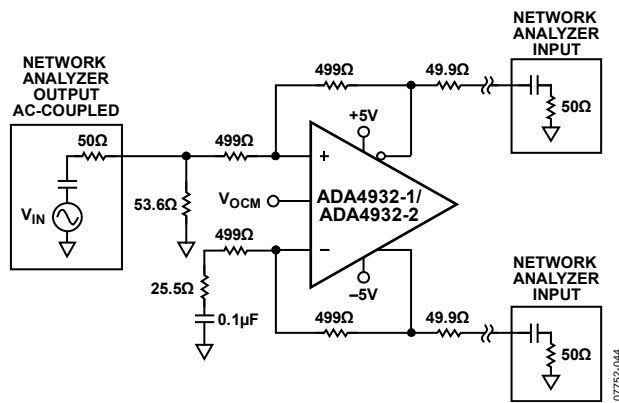 NETWORK
ANALYZER
OUTPUT
AC-COUPLED
50Ω
VIN
53.6Ω
499Ω
VOCM
499Ω
25.5Ω
0.1µF
499Ω
49.9Ω
+5V
+
ADA4932-1/
ADA4932-2
−
−5V
499Ω
49.9Ω
NETWORK
ANALYZER
INPUT
50Ω
NETWORK
ANALYZER
INPUT
50Ω
07752-044